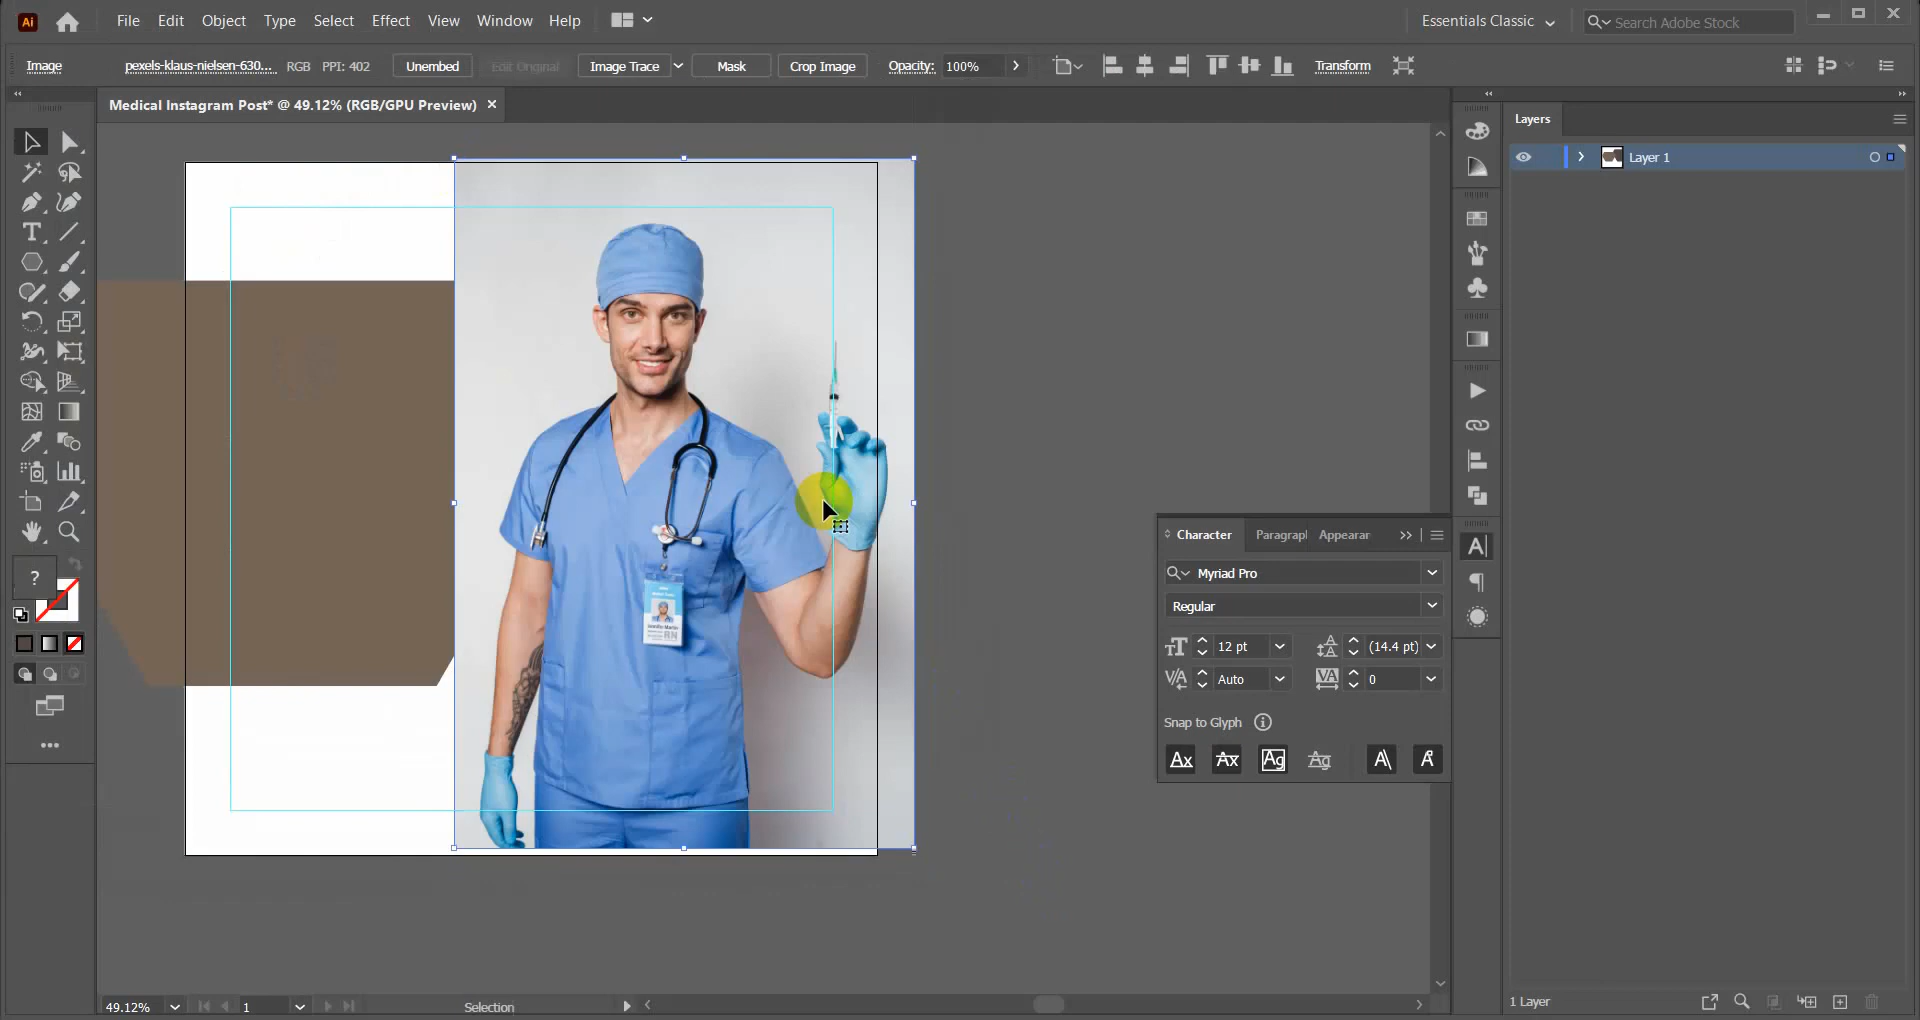 Ai File Edit Object Type Select Effect View Window Help Essentials Classic Search Adobe Stock
Image pexels-klaus-nielsen-630... RGB PPI: 402 Unembed Edit Original Image Trace Mask Crop Image Opacity: 100% Transform
Medical Instagram Post* @ 49.12% (RGB/GPU Preview)
Layers
Layer 1
T
?
RN
Character Paragrapl Appearar
Myriad Pro
Regular
12 pt (14.4 pt)
Auto 0
Snap to Glyph
49.12% 1 Selection 1 Layer